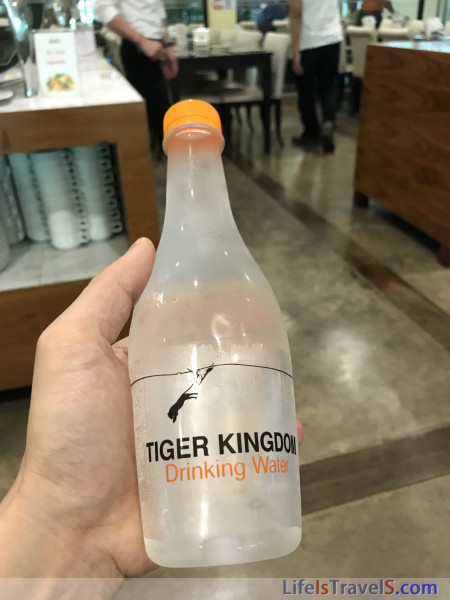 TIGER KINGDOM
Drinking Water
LifeIsTravelS.com